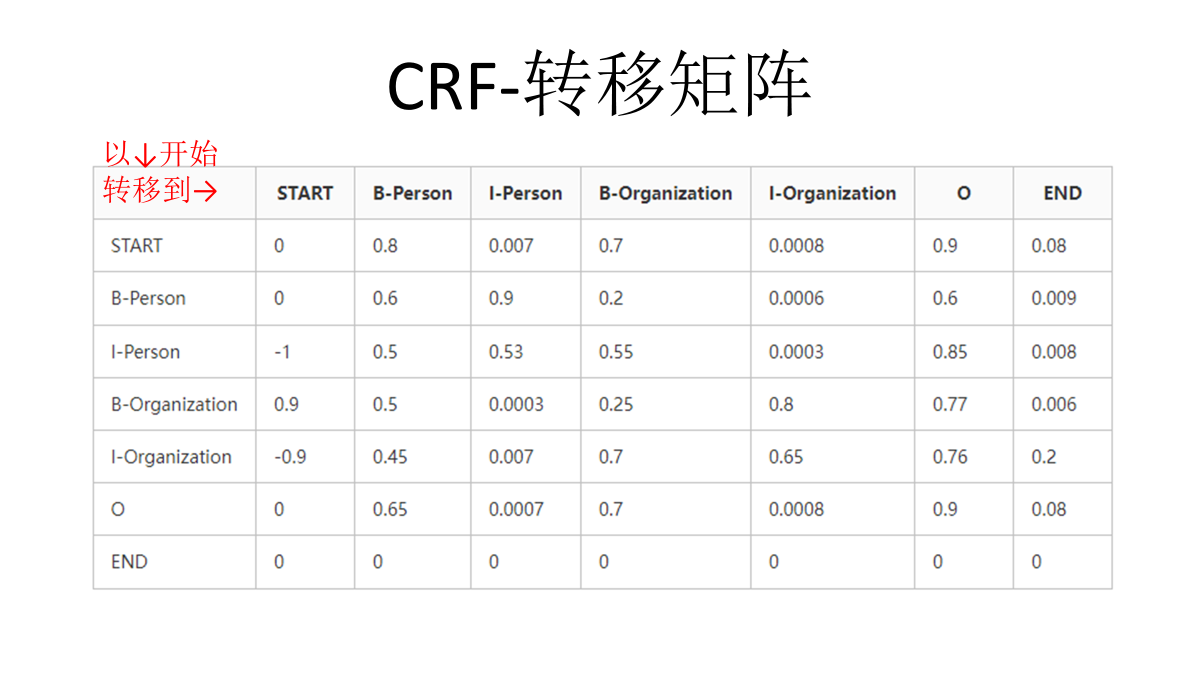 CRF-转移矩阵
以↓开始
转移到→
START B-Person I-Person B-Organization I-Organization O END
START 0 0.8 0.007 0.7 0.0008 0.9 0.08
B-Person 0 0.6 0.9 0.2 0.0006 0.6 0.009
I-Person -1 0.5 0.53 0.55 0.0003 0.85 0.008
B-Organization 0.9 0.5 0.0003 0.25 0.8 0.77 0.006
I-Organization -0.9 0.45 0.007 0.7 0.65 0.76 0.2
O 0 0.65 0.0007 0.7 0.0008 0.9 0.08
END 0 0 0 0 0 0 0